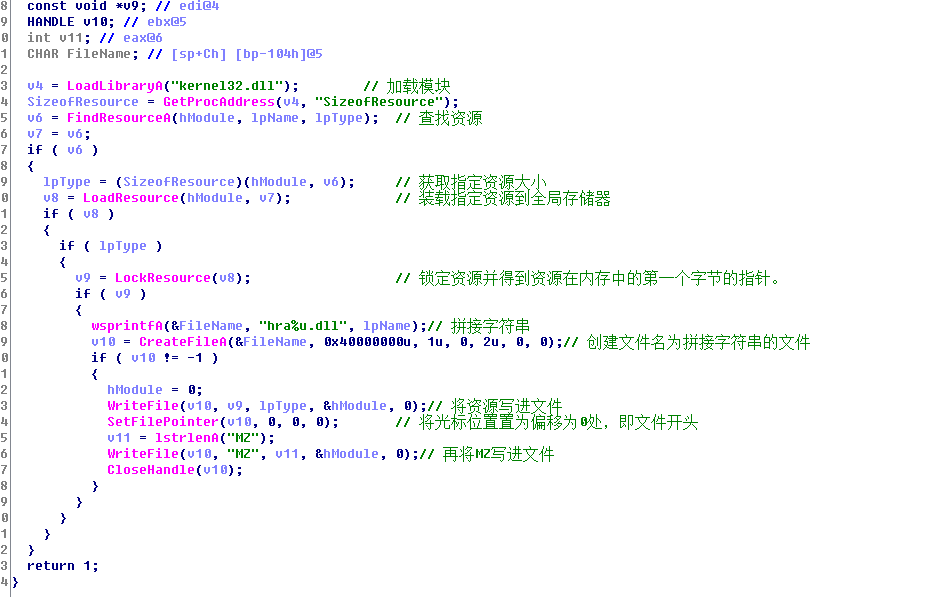 8 const void *v9; // edi@4
9 HANDLE v10; // ebx@5
0 int v11; // eax@6
1 CHAR FileName; // [sp+Ch] [bp-104h]@5
2
3 v4 = LoadLibraryA("kernel32.dll"); // 加载模块
4 SizeofResource = GetProcAddress(v4, "SizeofResource");
5 v6 = FindResourceA(hModule, lpName, lpType); // 查找资源
6 v7 = v6;
7 if ( v6 )
8 {
9 lpType = (SizeofResource)(hModule, v6); // 获取指定资源大小
0 v8 = LoadResource(hModule, v7); // 装载指定资源到全局存储器
1 if ( v8 )
2 {
3 if ( lpType )
4 {
5 v9 = LockResource(v8); // 锁定资源并得到资源在内存中的第一个字节的指针。
6 if ( v9 )
7 {
8 wsprintfA(&FileName, "hra%u.dll", lpName);// 拼接字符串
9 v10 = CreateFileA(&FileName, 0x40000000u, 1u, 0, 2u, 0, 0);// 创建文件名为拼接字符串的文件
0 if ( v10 != -1 )
1 {
2 hModule = 0;
3 WriteFile(v10, v9, lpType, &hModule, 0);// 将资源写进文件
4 SetFilePointer(v10, 0, 0, 0); // 将光标位置置为偏移为0处，即文件开头
5 v11 = lstrlenA("MZ");
6 WriteFile(v10, "MZ", v11, &hModule, 0);// 再将MZ写进文件
7 CloseHandle(v10);
8 }
9 }
0 }
1 }
2 }
3 return 1;
4 }